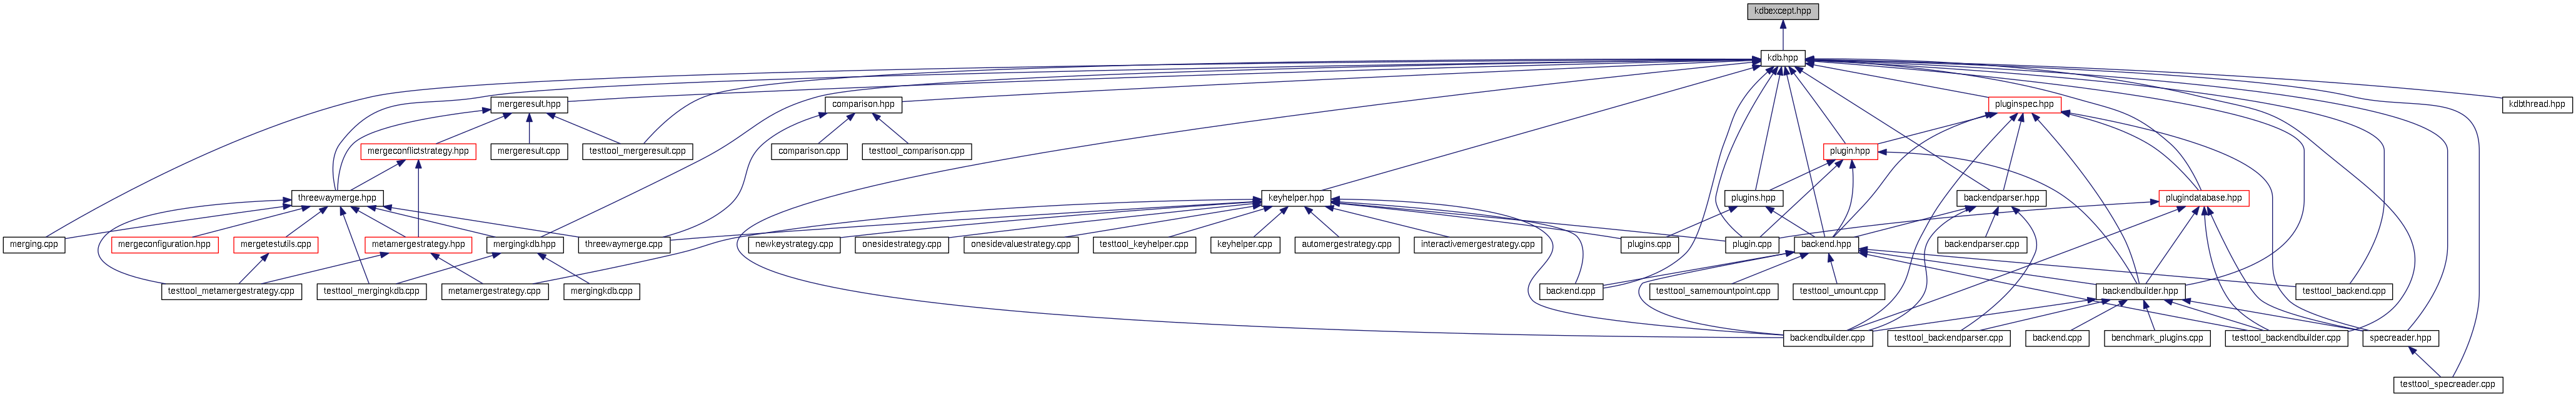 kdbexcept.hpp
kdb.hpp
mergeresult.hpp
comparison.hpp
pluginspec.hpp
kdbthread.hpp
mergeconflictstrategy.hpp
mergeresult.cpp
testtool_mergeresult.cpp
comparison.cpp
testtool_comparison.cpp
plugin.hpp
threewaymerge.hpp
keyhelper.hpp
plugins.hpp
backendparser.hpp
plugindatabase.hpp
merging.cpp
mergeconfiguration.hpp
mergetestutils.cpp
metamergestrategy.hpp
mergingkdb.hpp
threewaymerge.cpp
newkeystrategy.cpp
onesidestrategy.cpp
onesidevaluestrategy.cpp
testtool_keyhelper.cpp
keyhelper.cpp
automergestrategy.cpp
interactivemergestrategy.cpp
plugins.cpp
plugin.cpp
backend.hpp
backendparser.cpp
testtool_metamergestrategy.cpp
testtool_mergingkdb.cpp
metamergestrategy.cpp
mergingkdb.cpp
backend.cpp
testtool_samemountpoint.cpp
testtool_umount.cpp
backendbuilder.hpp
testtool_backend.cpp
backendbuilder.cpp
testtool_backendparser.cpp
backend.cpp
benchmark_plugins.cpp
testtool_backendbuilder.cpp
specreader.hpp
testtool_specreader.cpp